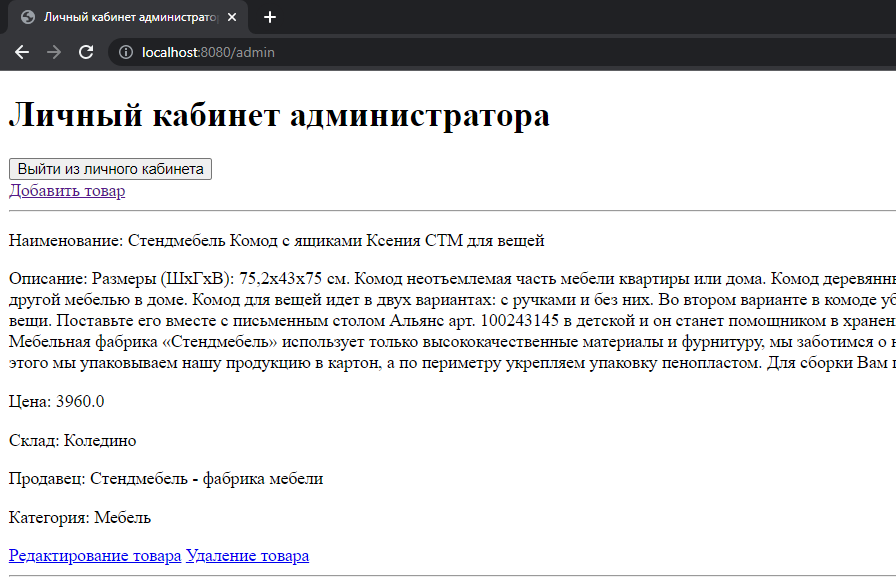 Личный кабинет администратор
localhost:8080/admin
Личный кабинет администратора
Выйти из личного кабинета
Добавить товар
Наименование: Стендмебель Комод с ящиками Ксения СТМ для вещей
Описание: Размеры (ШхГхВ): 75,2х43х75 см. Комод неотъемлемая часть мебели квартиры или дома. Комод
другой мебелью в доме. Комод для вещей идет в двух вариантах: с ручками и без них. Во втором варианте в комоде
вещи. Поставьте его вместе с письменным столом Альянс арт. 100243145 в детской и он станет помощником в
Мебельная фабрика «Стендмебель» использует только высококачественные материалы и фурнитуру, мы заботимся о
этого мы упаковываем нашу продукцию в картон, а по периметру укрепляем упаковку пенопластом. Для сборки Вам
Цена: 3960.0
Склад: Коледино
Продавец: Стендмебель - фабрика мебели
Категория: Мебель
Редактирование товара Удаление товара